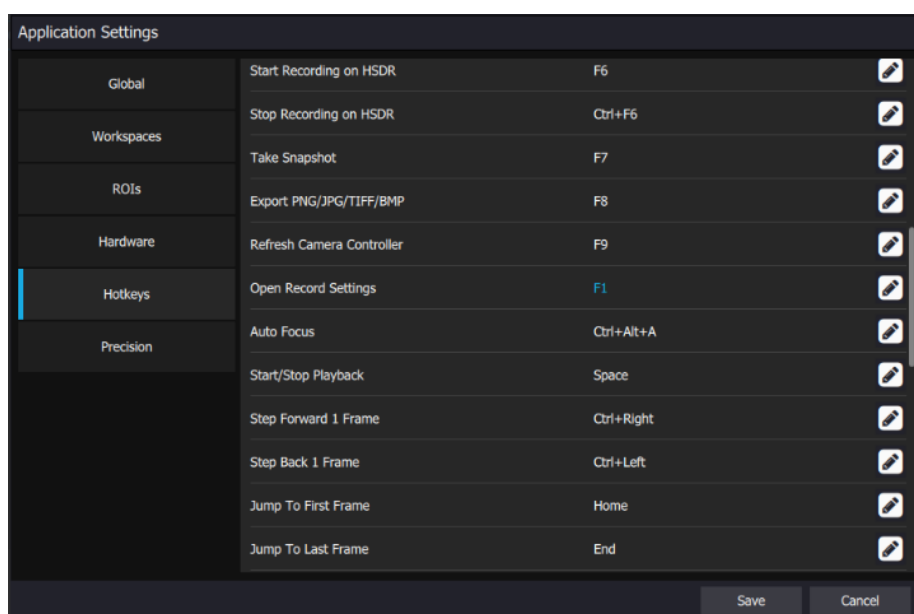 Application Settings
Global
Workspaces
ROIs
Hardware
Hotkeys
Precision
Start Recording on HSDR F6
Stop Recording on HSDR Ctrl+F6
Take Snapshot F7
Export PNG/JPG/TIFF/BMP F8
Refresh Camera Controller F9
Open Record Settings F1
Auto Focus Ctrl+Alt+A
Start/Stop Playback Space
Step Forward 1 Frame Ctrl+Right
Step Back 1 Frame Ctrl+Left
Jump To First Frame Home
Jump To Last Frame End
Save Cancel